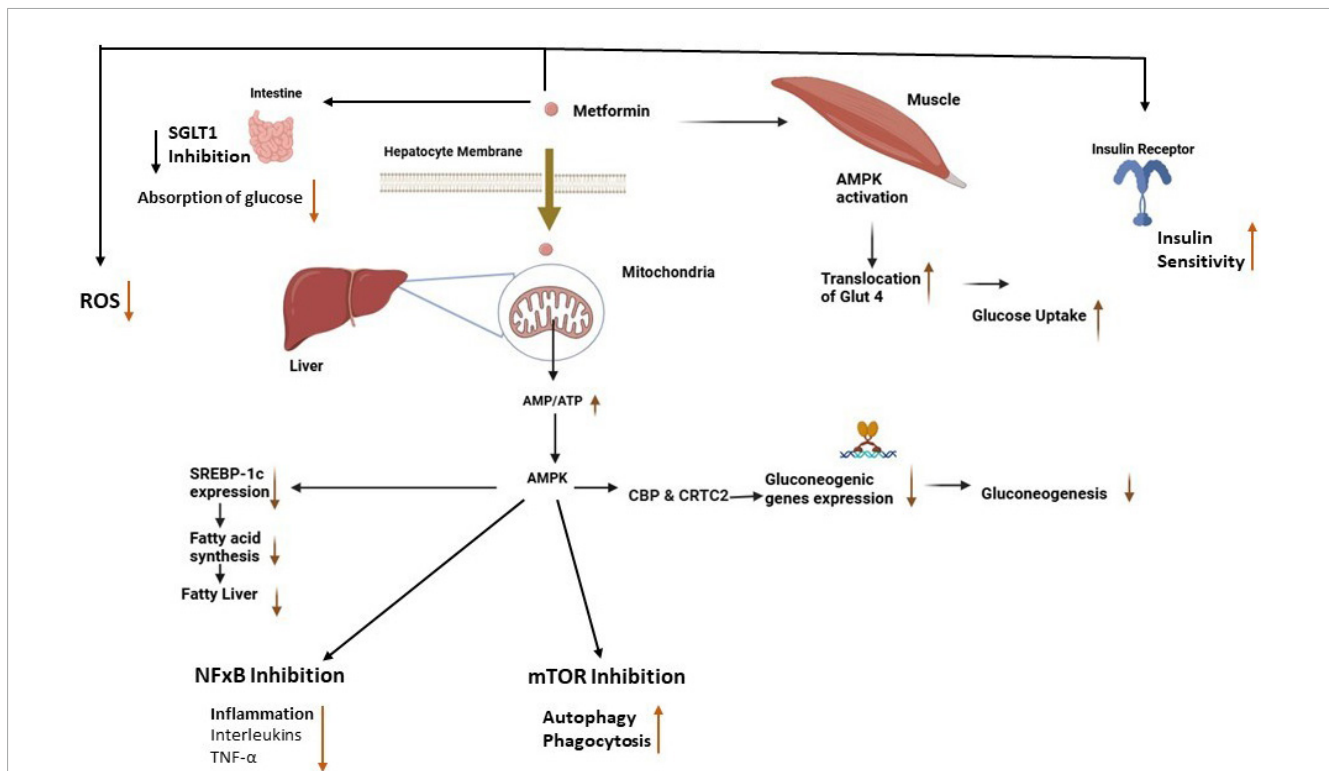 Intestine
SGLT1
Inhibition
Absorption of glucose
ROS
Metformin
Hepatocyte Membrane
Mitochondria
Liver
Muscle
AMPK
activation
Translocation
of Glut 4
Glucose Uptake
Insulin Receptor
Insulin
Sensitivity
AMP/ATP
AMPK
SREBP-1c
expression
Fatty acid
synthesis
Fatty Liver
CBP & CRTC2
Gluconeogenic
genes expression
Gluconeogenesis
NFxB Inhibition
Inflammation
Interleukins
TNF-α
mTOR Inhibition
Autophagy
Phagocytosis